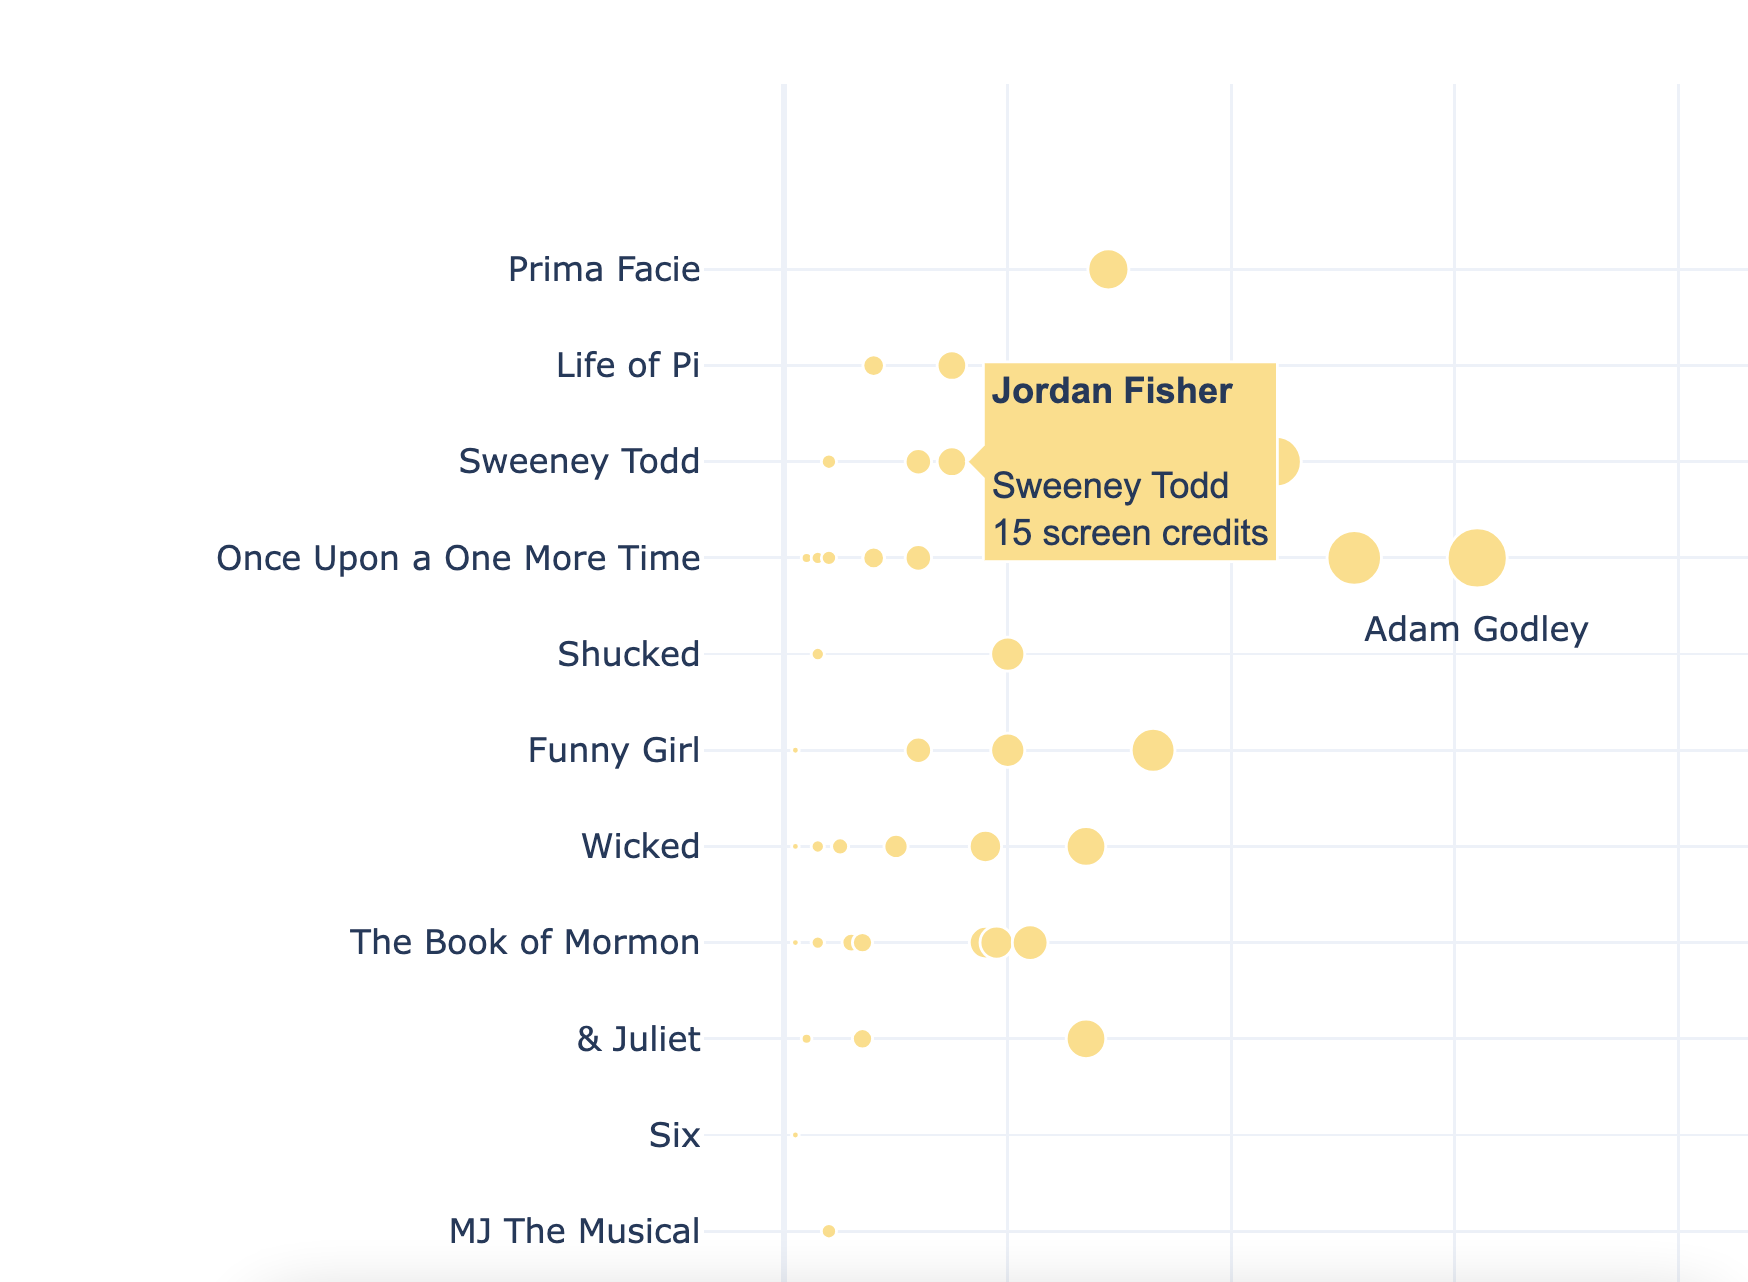 Prima Facie
Life of Pi
Jordan Fisher
Sweeney Todd
Sweeney Todd
15 screen credits
Once Upon a One More Time
Adam Godley
Shucked
Funny Girl
Wicked
The Book of Mormon
& Juliet
Six
MJ The Musical